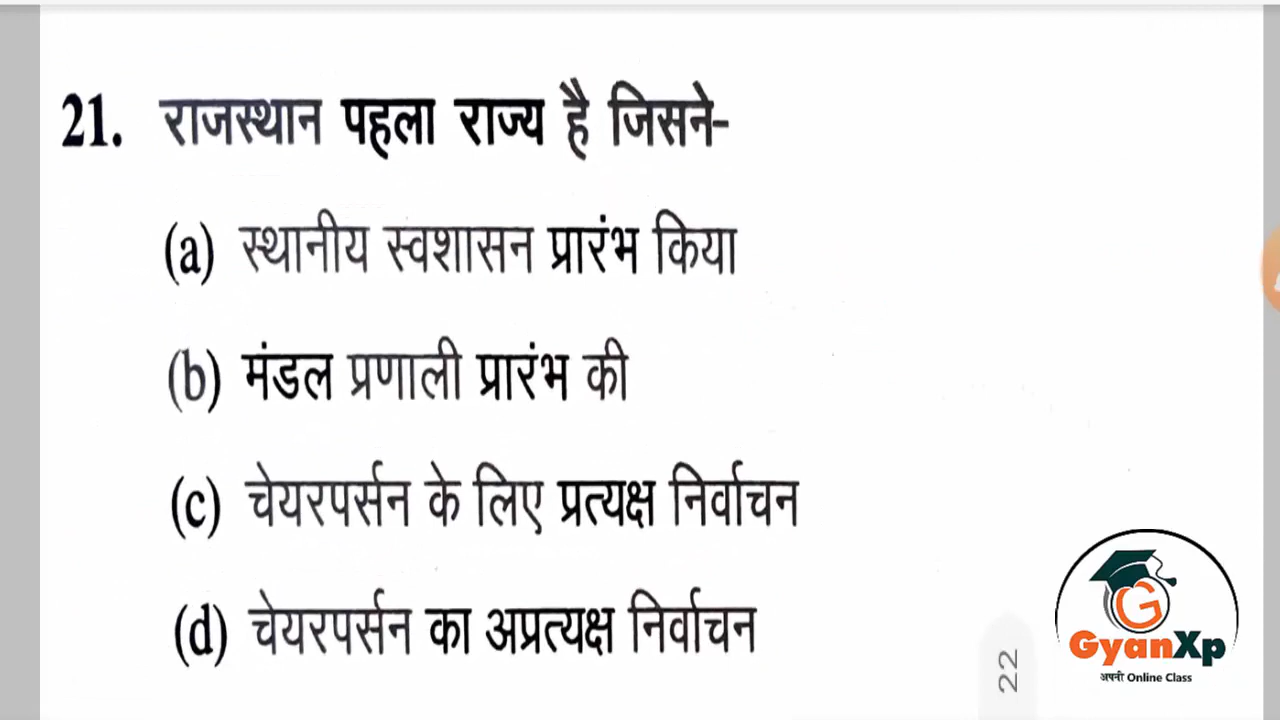 21. राजस्थान पहला राज्य है जिसने-
(a) स्थानीय स्वशासन प्रारंभ किया
(b) मंडल प्रणाली प्रारंभ की
(c) चेयरपर्सन के लिए प्रत्यक्ष निर्वाचन
(d) चेयरपर्सन का अप्रत्यक्ष निर्वाचन
22
G
GyanXp
अपनी Online Class